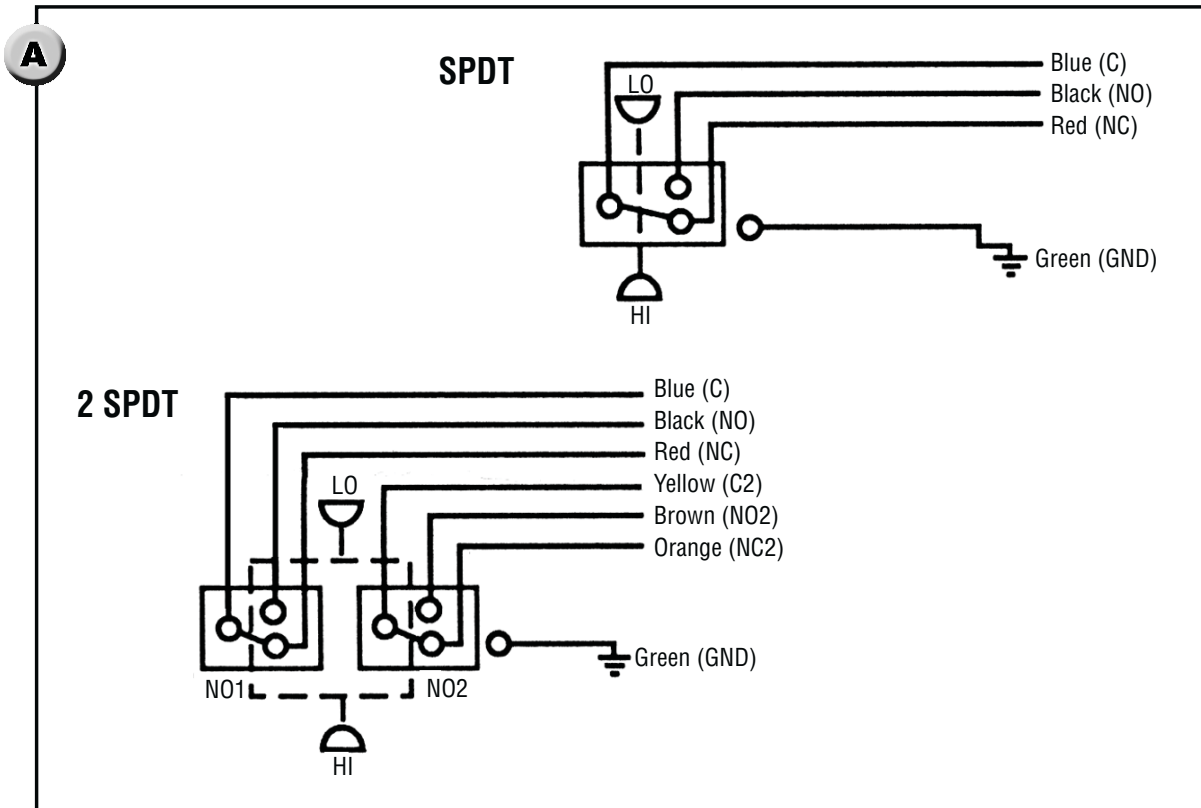 A
SPDT
LO
Blue (C)
Black (NO)
Red (NC)
Green (GND)
HI
2 SPDT
Blue (C)
Black (NO)
Red (NC)
LO
Yellow (C2)
Brown (NO2)
Orange (NC2)
Green (GND)
NO1
NO2
HI